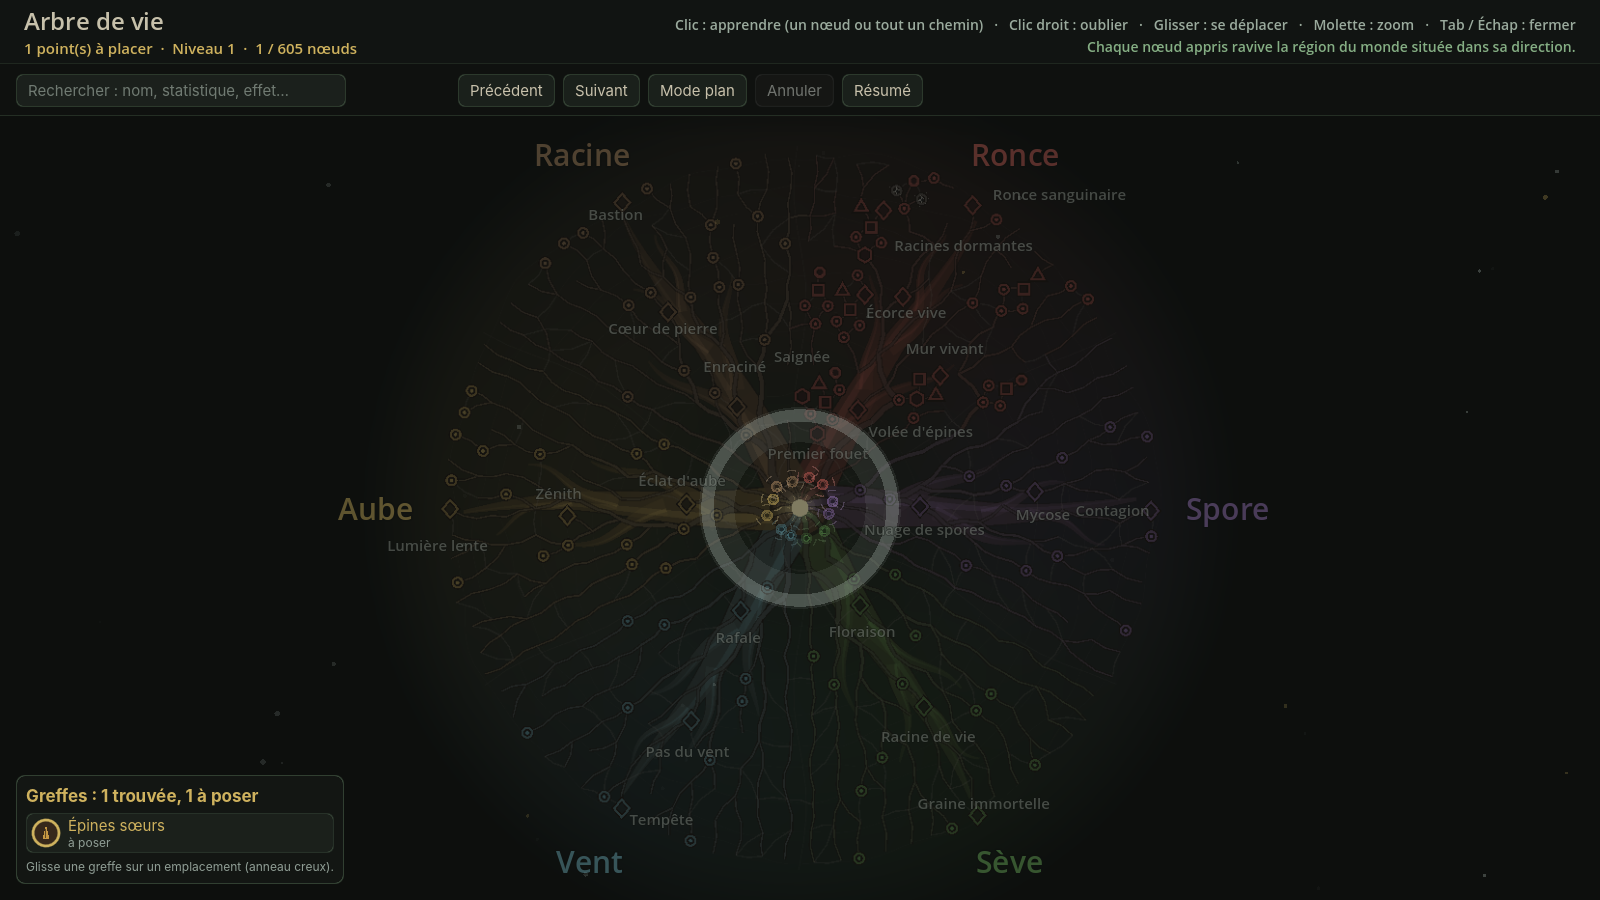 Arbre de vie
1 point(s) à placer · Niveau 1 · 1 / 605 nœuds
Clic : apprendre (un nœud ou tout un chemin) · Clic droit : oublier · Glisser : se déplacer · Molette : zoom · Tab / Échap : fermer
Chaque nœud appris ravive la région du monde située dans sa direction.
Rechercher : nom, statistique, effet...
Précédent
Suivant
Mode plan
Annuler
Résumé
Racine
Ronce
Ronce sanguinaire
Bastion
Racines dormantes
Écorce vive
Cœur de pierre
Mur vivant
Saignée
Enraciné
Volée d'épines
Premier fouet
Éclat d'aube
Zénith
Aube
Spore
Mycose
Contagion
Nuage de spores
Lumière lente
Rafale
Floraison
Racine de vie
Pas du vent
Graine immortelle
Tempête
Vent
Sève
Greffes : 1 trouvée, 1 à poser
Épines sœurs
à poser
Glisse une greffe sur un emplacement (anneau creux).